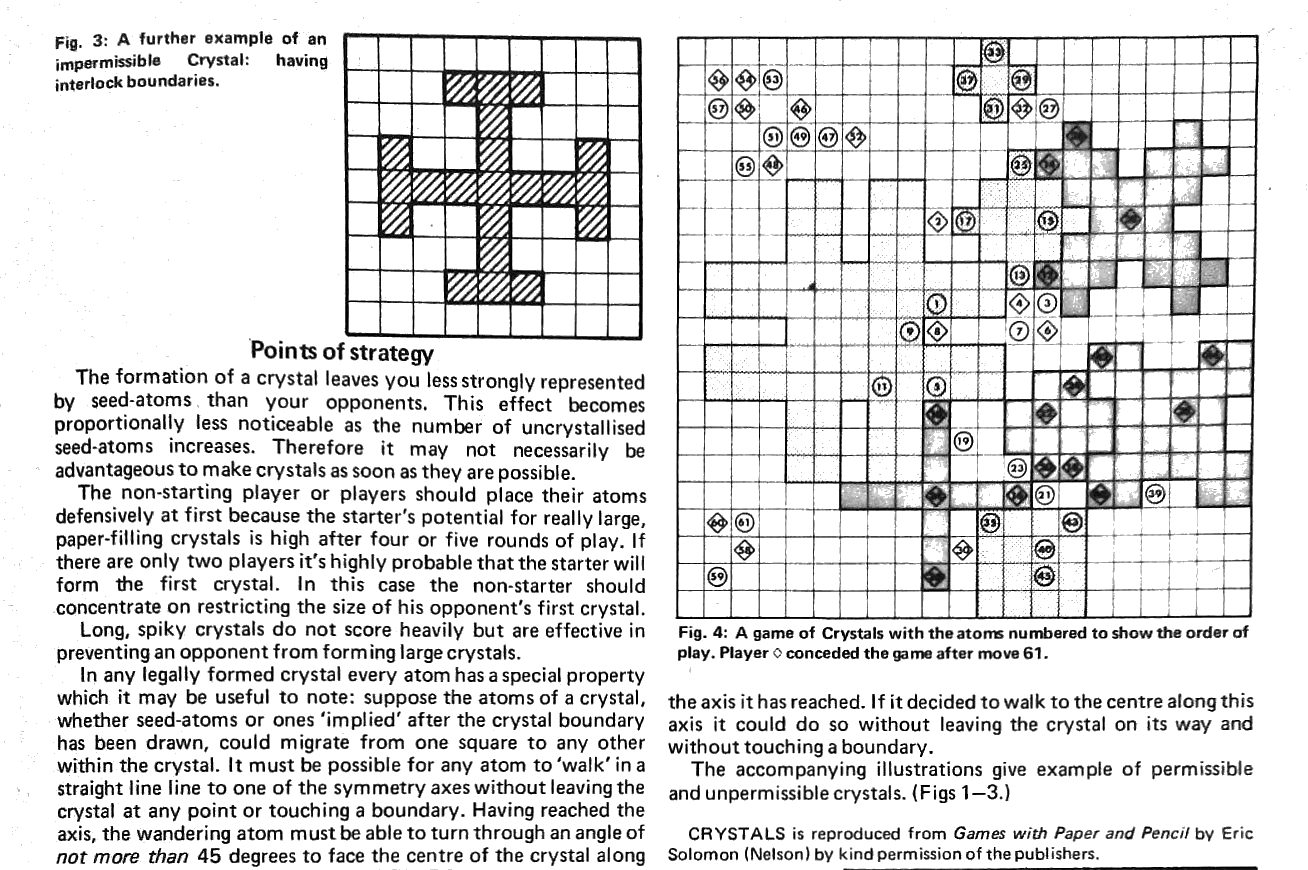 Fig. 3: A further example of an
impermissible Crystal: having
interlock boundaries.
Points of strategy
The formation of a crystal leaves you less strongly represented
by seed-atoms than your opponents. This effect becomes
proportionally less noticeable as the number of uncrystallised
seed-atoms increases. Therefore it may not necessarily be
advantageous to make crystals as soon as they are possible.
The non-starting player or players should place their atoms
defensively at first because the starter's potential for really large,
paper-filling crystals is high after four or five rounds of play. If
there are only two players it's highly probable that the starter will
form the first crystal. In this case the non-starter should
concentrate on restricting the size of his opponent's first crystal.
Long, spiky crystals do not score heavily but are effective in
preventing an opponent from forming large crystals.
In any legally formed crystal every atom has a special property
which it may be useful to note: suppose the atoms of a crystal,
whether seed-atoms or ones 'implied' after the crystal boundary
has been drawn, could migrate from one square to any other
within the crystal. It must be possible for any atom to 'walk' in a
straight line line to one of the symmetry axes without leaving the
crystal at any point or touching a boundary. Having reached the
axis, the wandering atom must be able to turn through an angle of
not more than 45 degrees to face the centre of the crystal along
33
56 54 53 37 29
57 50 46 31 32 27
51 49 47 52
55 48 25
2 17 15
13
1 4 3
9 8 7 6
11 5
19
23
21 39
60 61 35 43
58 30
59 45
Fig. 4: A game of Crystals with the atoms numbered to show the order of
play. Player ◇ conceded the game after move 61.
the axis it has reached. If it decided to walk to the centre along this
axis it could do so without leaving the crystal on its way and
without touching a boundary.
The accompanying illustrations give example of permissible
and unpermissible crystals. (Figs 1–3.)
CRYSTALS is reproduced from Games with Paper and Pencil by Eric
Solomon (Nelson) by kind permission of the publishers.